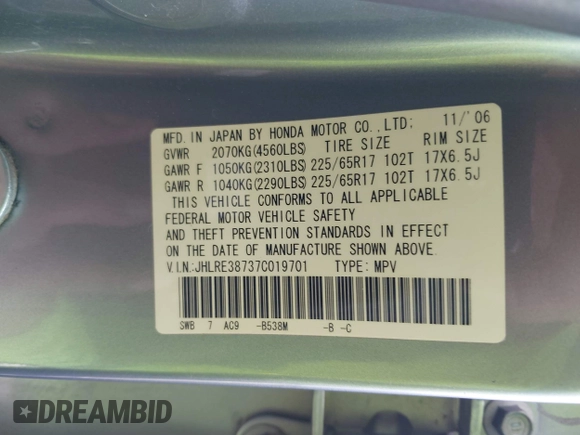 MFD. IN JAPAN BY HONDA MOTOR CO., LTD; 11/'06
GVWR 2070KG(4560LBS) TIRE SIZE RIM SIZE
GAWR F 1050KG(2310LBS) 225/65R17 102T 17X6.5J
GAWR R 1040KG(2290LBS) 225/65R17 102T 17X6.5J
THIS VEHICLE CONFORMS TO ALL APPLICABLE
FEDERAL MOTOR VEHICLE SAFETY
AND THEFT PREVENTION STANDARDS IN EFFECT
ON THE DATE OF MANUFACTURE SHOWN ABOVE.
V.I.N.:JHLRE38737C019701 TYPE: MPV
SWB 7 AC9 -B538M -B -C
DREAMBID